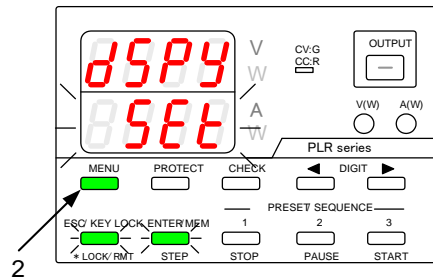 dSPY V
W
CV:G
CC:R
OUTPUT
SEt A
W
V(W) A(W)
PLR series
MENU PROTECT CHECK DIGIT
PRESET/ SEQUENCE
ESC/ KEY LOCK ENTER/MEM 1 2 3
* LOCK/ RMT STEP STOP PAUSE START
2